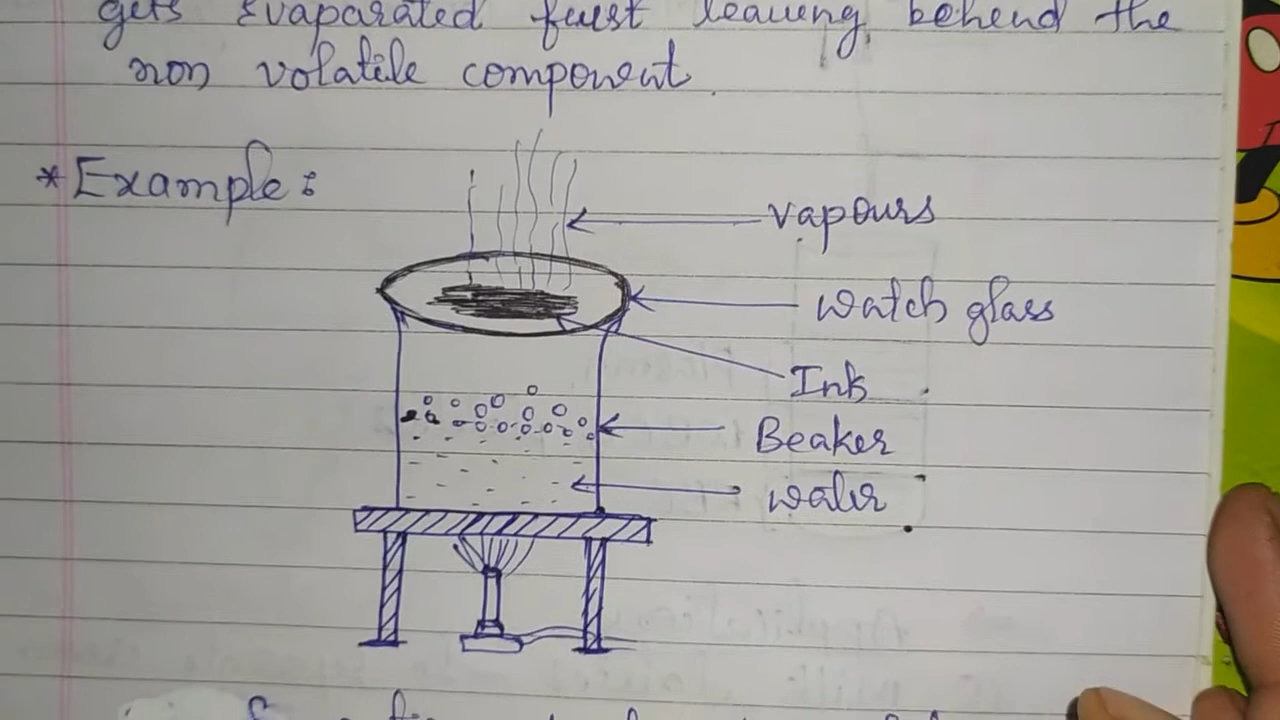 gets Evaparated first leaving behind the
non volatile component.
* Example :
vapours
watch glass
Ink
Beaker
water